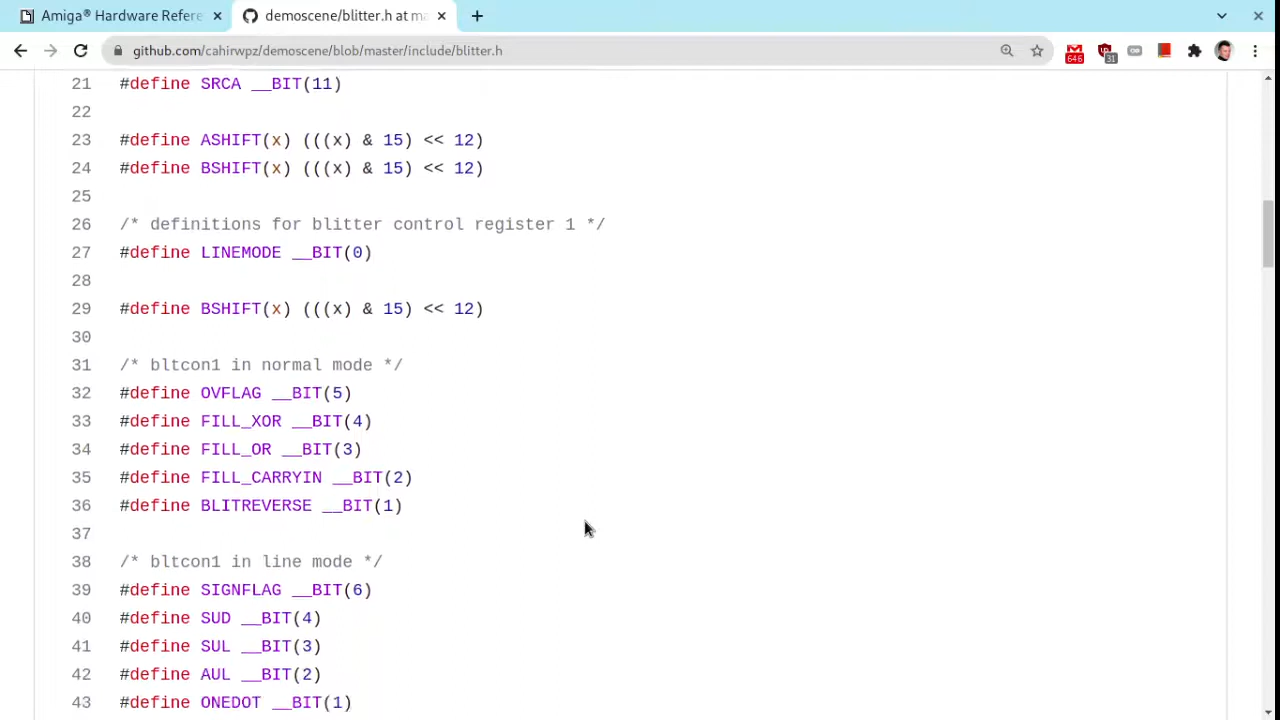 Amiga® Hardware Refere
demoscene/blitter.h at ma
github.com/cahirwpz/demoscene/blob/master/include/blitter.h
646
31
21 #define SRCA __BIT(11)
22
23 #define ASHIFT(x) (((x) & 15) << 12)
24 #define BSHIFT(x) (((x) & 15) << 12)
25
26 /* definitions for blitter control register 1 */
27 #define LINEMODE __BIT(0)
28
29 #define BSHIFT(x) (((x) & 15) << 12)
30
31 /* bltcon1 in normal mode */
32 #define OVFLAG __BIT(5)
33 #define FILL_XOR __BIT(4)
34 #define FILL_OR __BIT(3)
35 #define FILL_CARRYIN __BIT(2)
36 #define BLITREVERSE __BIT(1)
37
38 /* bltcon1 in line mode */
39 #define SIGNFLAG __BIT(6)
40 #define SUD __BIT(4)
41 #define SUL __BIT(3)
42 #define AUL __BIT(2)
43 #define ONEDOT __BIT(1)